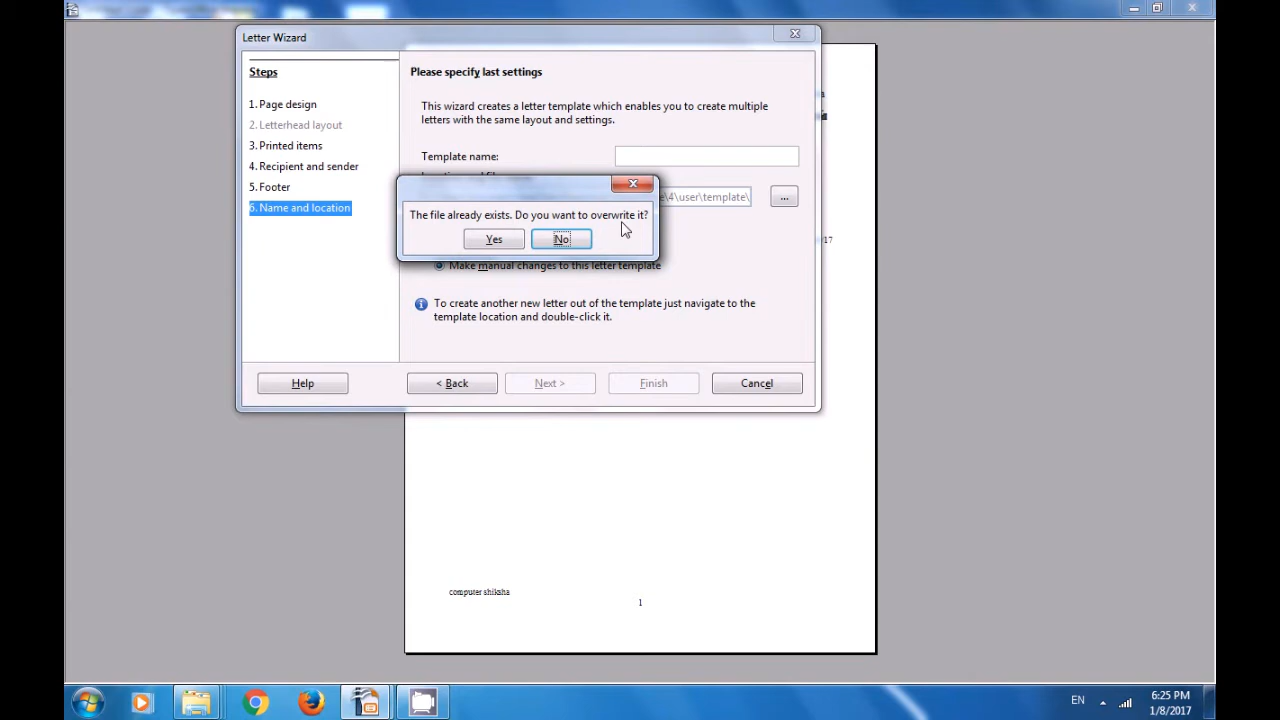 Letter Wizard
Steps
1. Page design
2. Letterhead layout
3. Printed items
4. Recipient and sender
5. Footer
6. Name and location
Please specify last settings
This wizard creates a letter template which enables you to create multiple
letters with the same layout and settings.
Template name:
\4\user\template\
...
The file already exists. Do you want to overwrite it?
Yes
No
17
Make manual changes to this letter template
To create another new letter out of the template just navigate to the
template location and double-click it.
Help
< Back
Next >
Finish
Cancel
computer shiksha
1
EN
6:25 PM
1/8/2017